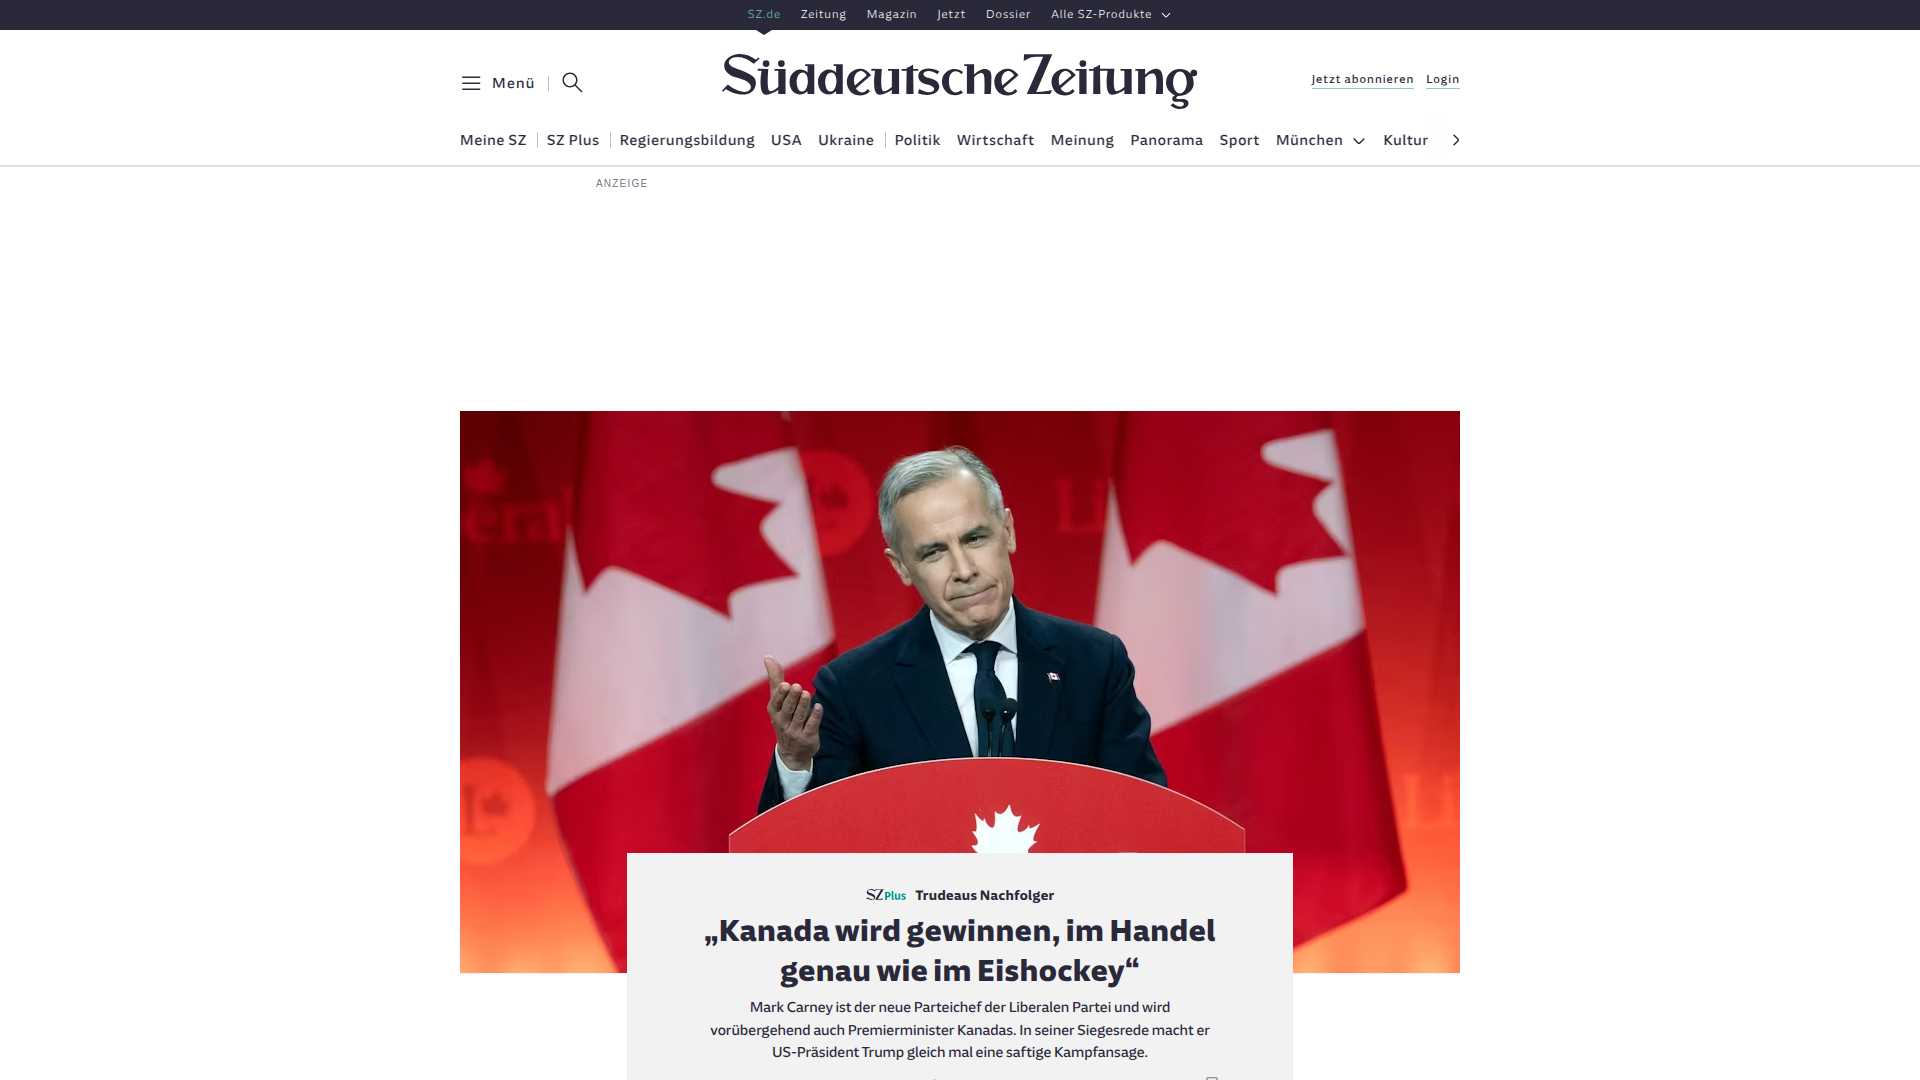 SZ.de Zeitung Magazin Jetzt Dossier Alle SZ-Produkte
Menü
Süddeutsche Zeitung
Jetzt abonnieren Login
Meine SZ SZ Plus Regierungsbildung USA Ukraine Politik Wirtschaft Meinung Panorama Sport München Kultur
ANZEIGE
eral
Li
L
Li
SZ Plus Trudeaus Nachfolger
„Kanada wird gewinnen, im Handel
genau wie im Eishockey“
Mark Carney ist der neue Parteichef der Liberalen Partei und wird
vorübergehend auch Premierminister Kanadas. In seiner Siegesrede macht er
US-Präsident Trump gleich mal eine saftige Kampfansage.